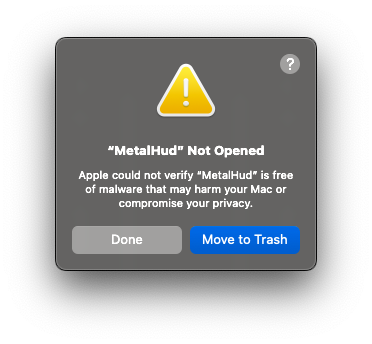 ?
“MetalHud” Not Opened
Apple could not verify “MetalHud” is free
of malware that may harm your Mac or
compromise your privacy.
Done
Move to Trash